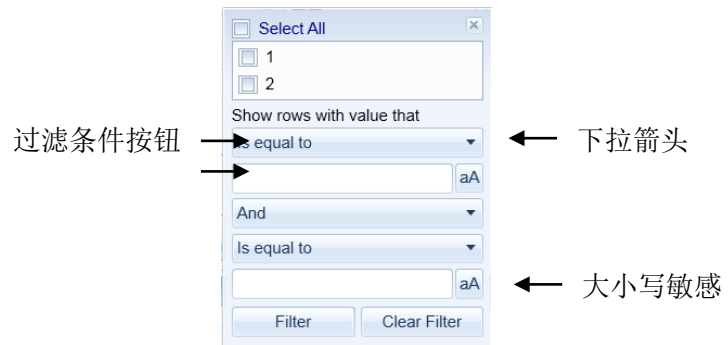 Select All
1
2
Show rows with value that
过滤条件按钮
Is equal to
下拉箭头
aA
And
Is equal to
aA
大小写敏感
Filter
Clear Filter